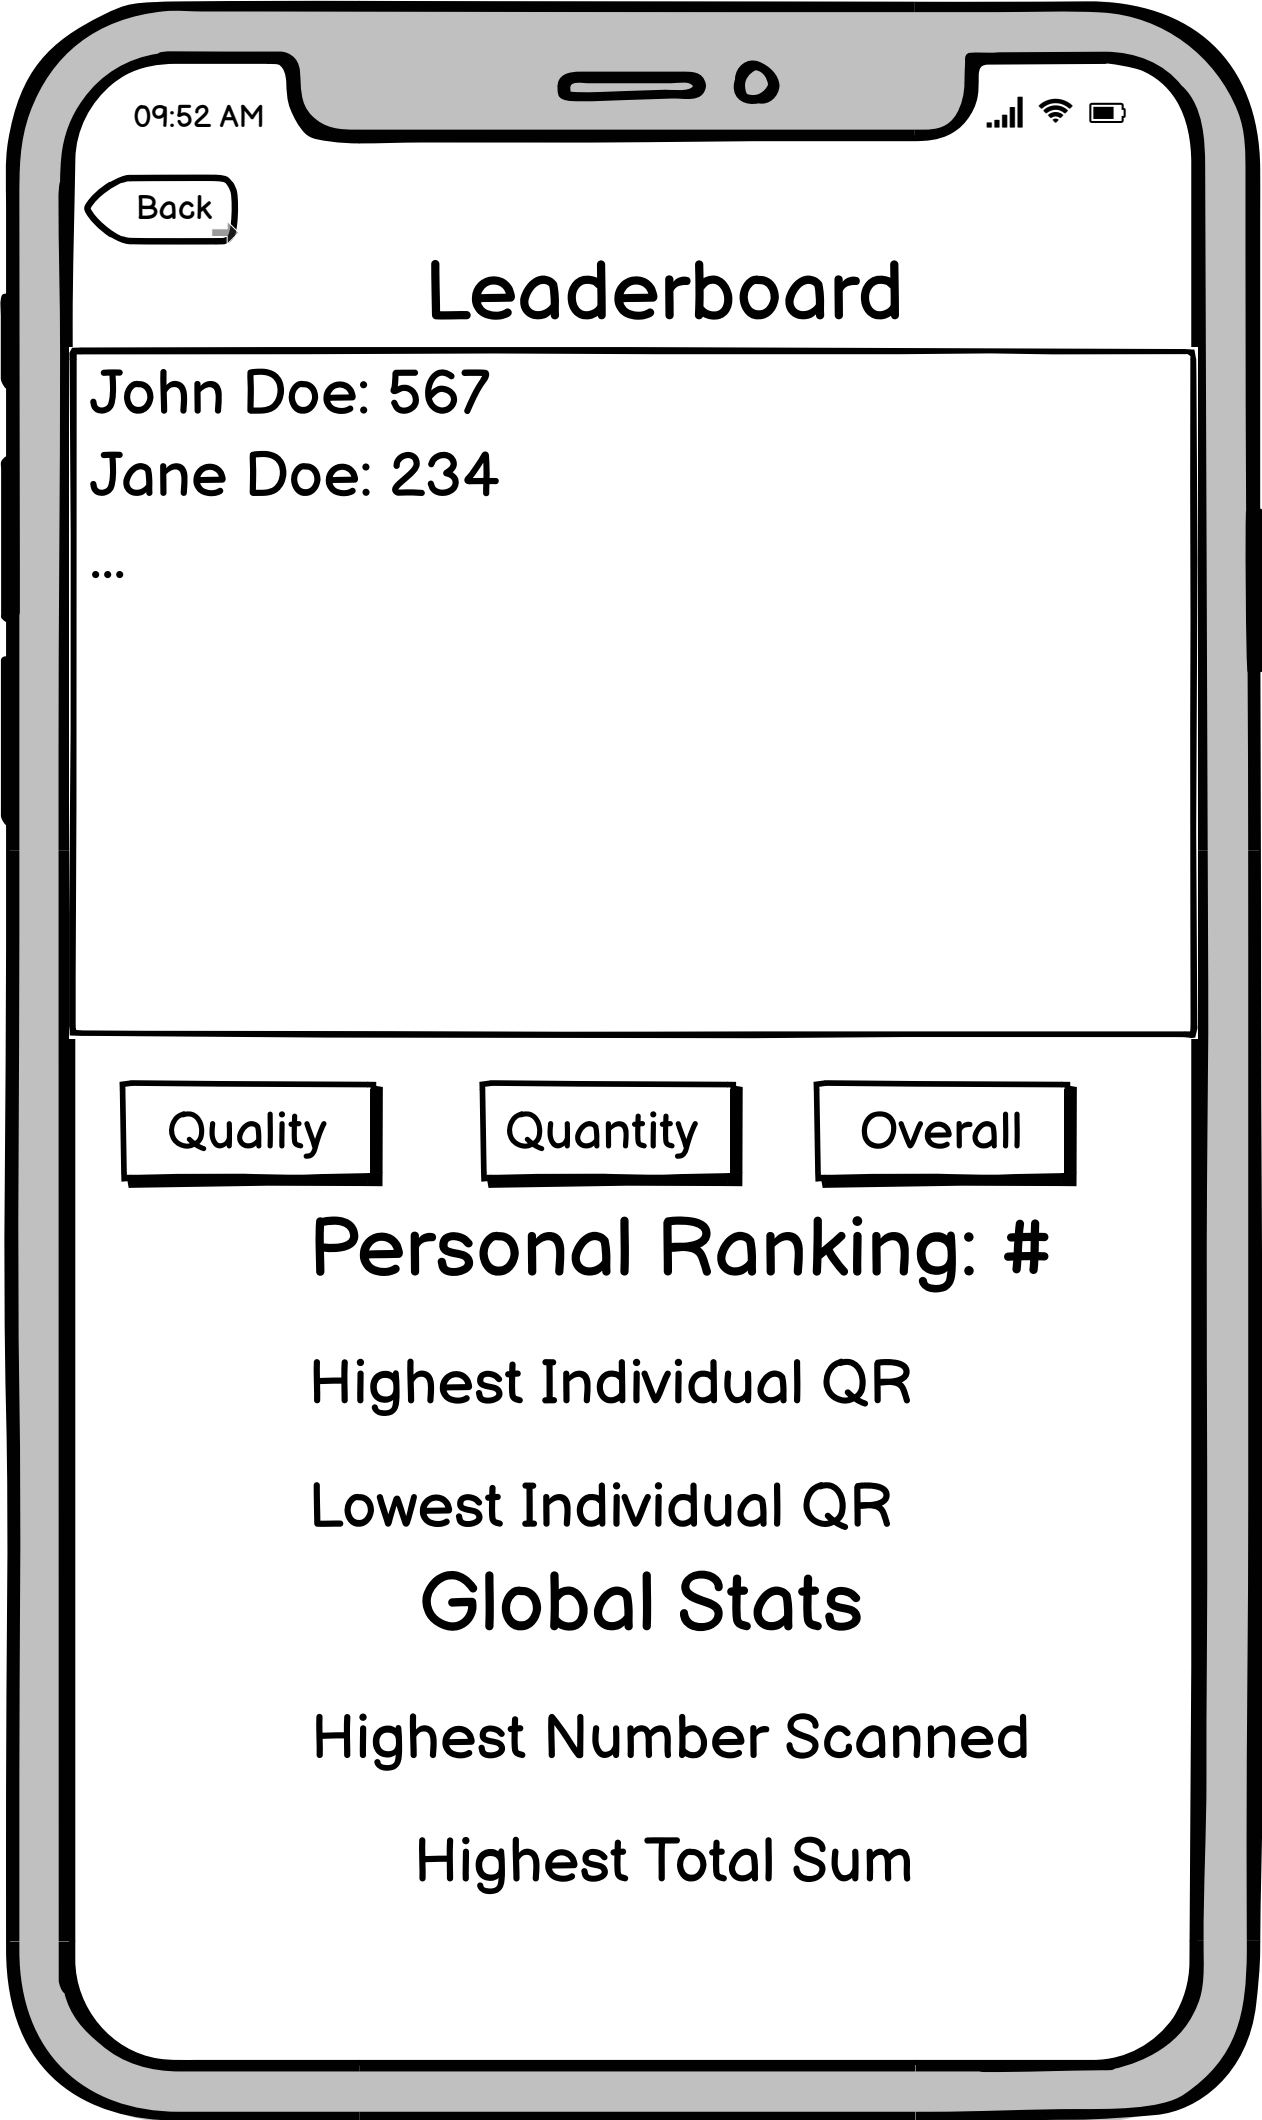 09:52 AM
Back
Leaderboard
John Doe: 567
Jane Doe: 234
...
Quality
Quantity
Overall
Personal Ranking: #
Highest Individual QR
Lowest Individual QR
Global Stats
Highest Number Scanned
Highest Total Sum